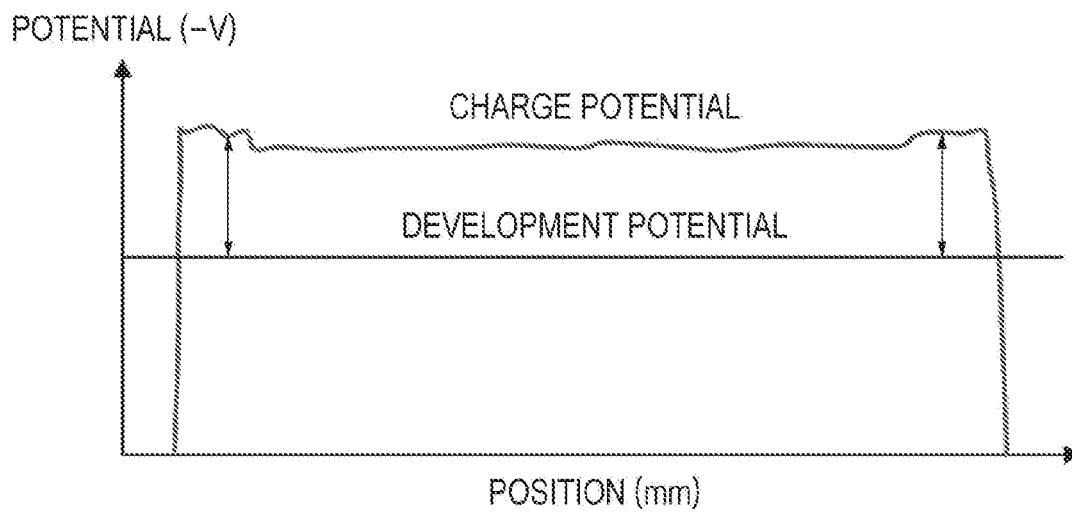 POTENTIAL (–V)
CHARGE POTENTIAL
DEVELOPMENT POTENTIAL
POSITION (mm)